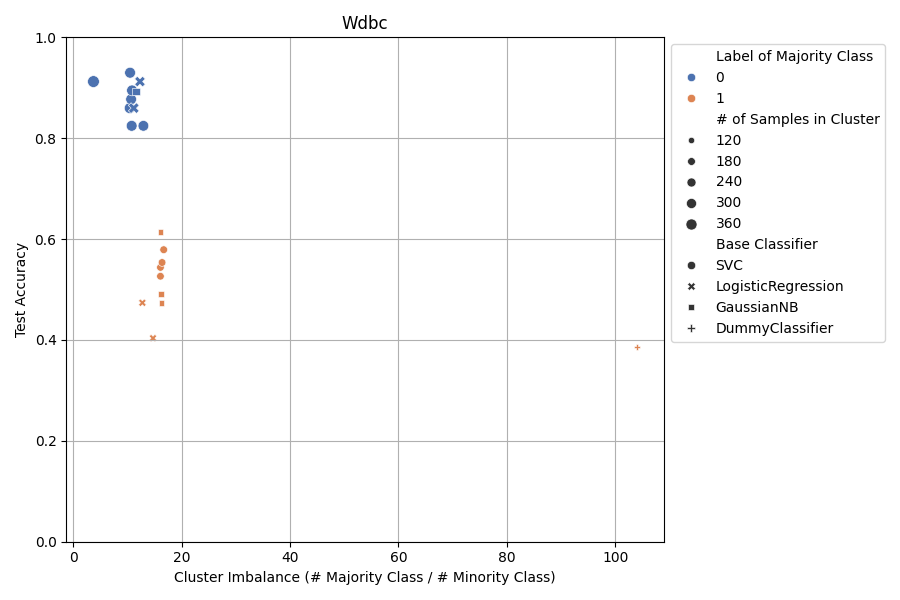 Wdbc
1.0
0.8
0.6
0.4
0.2
0.0
Test Accuracy
0
20
40
60
80
100
Cluster Imbalance (# Majority Class / # Minority Class)
Label of Majority Class
0
1
# of Samples in Cluster
120
180
240
300
360
Base Classifier
SVC
LogisticRegression
GaussianNB
DummyClassifier